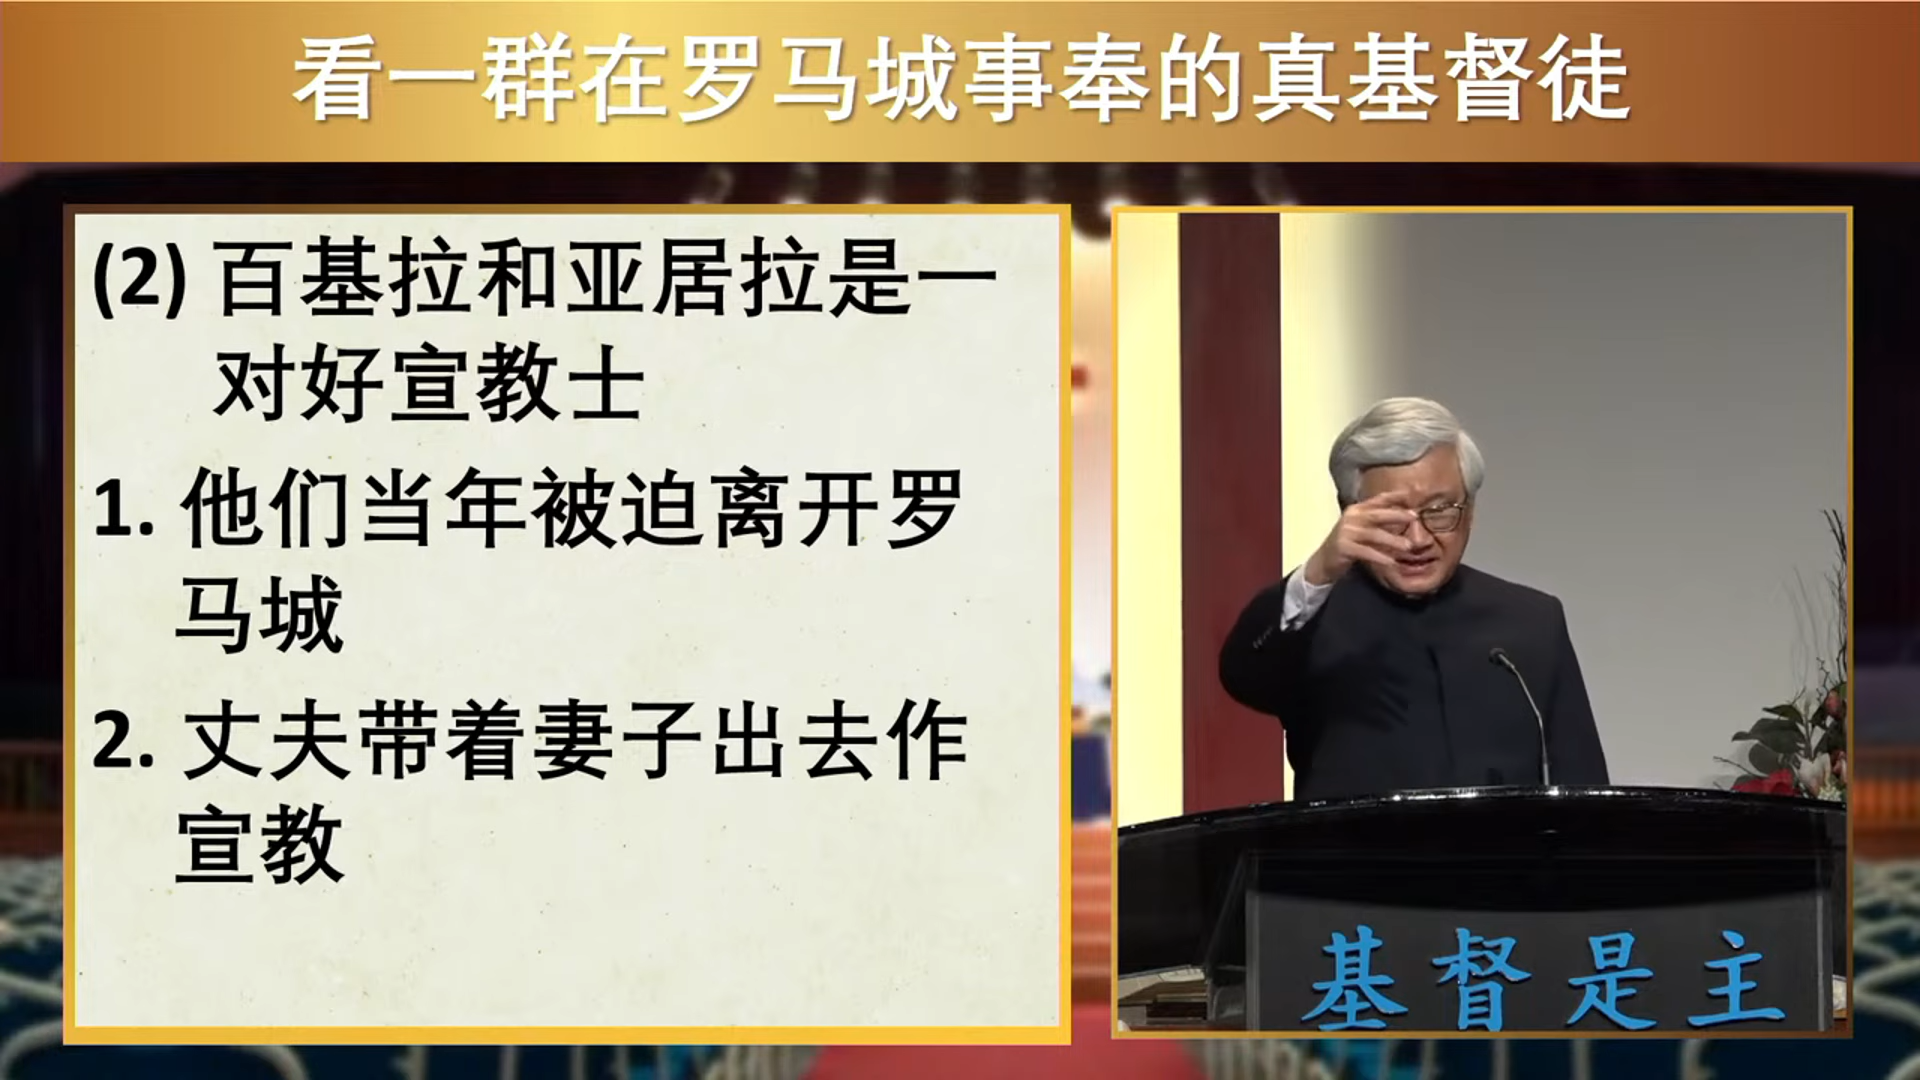 看一群在罗马城事奉的真基督徒
(2) 百基拉和亚居拉是一
对好宣教士
1. 他们当年被迫离开罗
马城
2. 丈夫带着妻子出去作
宣教
基督是主